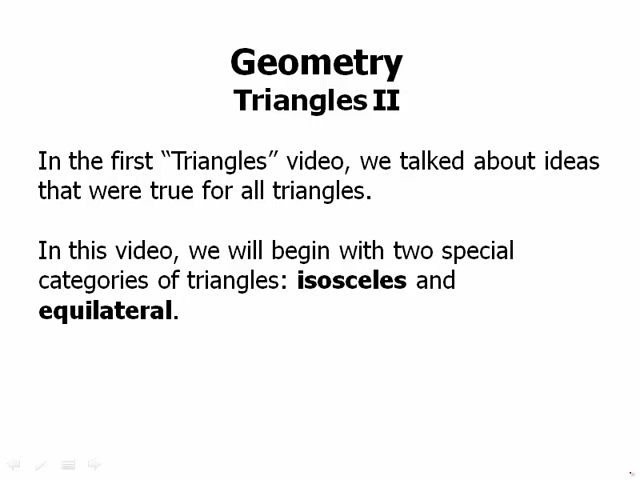 Geometry
Triangles II
In the first “Triangles” video, we talked about ideas
that were true for all triangles.
In this video, we will begin with two special
categories of triangles: isosceles and
equilateral.